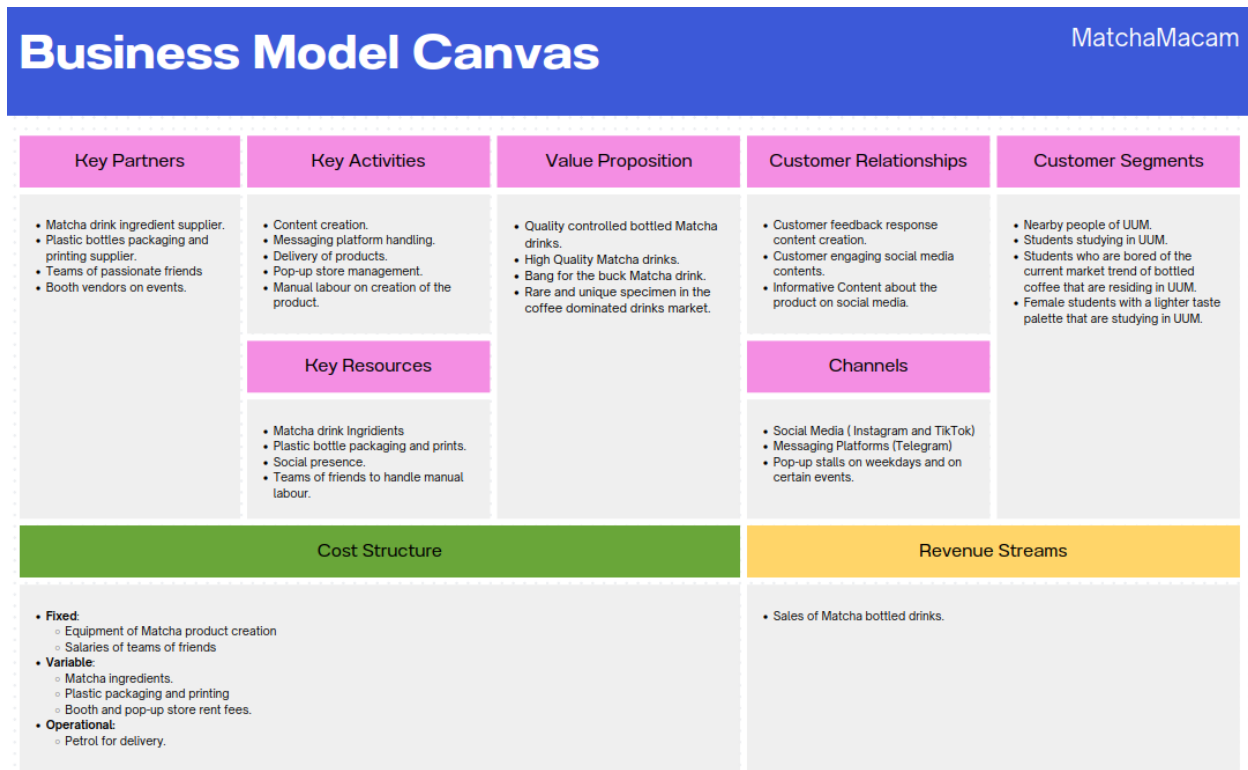 Business Model Canvas
MatchaMacam
Key Partners
• Matcha drink ingredient supplier.
• Plastic bottles packaging and
printing supplier.
• Teams of passionate friends
• Booth vendors on events.
Key Activities
• Content creation.
• Messaging platform handling.
• Delivery of products.
• Pop-up store management.
• Manual labour on creation of the
product.
Key Resources
• Matcha drink Ingridients
• Plastic bottle packaging and prints.
• Social presence.
• Teams of friends to handle manual
labour.
Value Proposition
• Quality controlled bottled Matcha
drinks.
• High Quality Matcha drinks.
• Bang for the buck Matcha drink.
• Rare and unique specimen in the
coffee dominated drinks market.
Customer Relationships
• Customer feedback response
content creation.
• Customer engaging social media
contents.
• Informative Content about the
product on social media.
Channels
• Social Media ( Instagram and TikTok)
• Messaging Platforms (Telegram)
• Pop-up stalls on weekdays and on
certain events.
Customer Segments
• Nearby people of UUM.
• Students studying in UUM.
• Students who are bored of the
current market trend of bottled
coffee that are residing in UUM.
• Female students with a lighter taste
palette that are studying in UUM.
Cost Structure
• Fixed:
◦ Equipment of Matcha product creation
◦ Salaries of teams of friends
• Variable:
◦ Matcha ingredients.
◦ Plastic packaging and printing
◦ Booth and pop-up store rent fees.
• Operational:
◦ Petrol for delivery.
Revenue Streams
• Sales of Matcha bottled drinks.